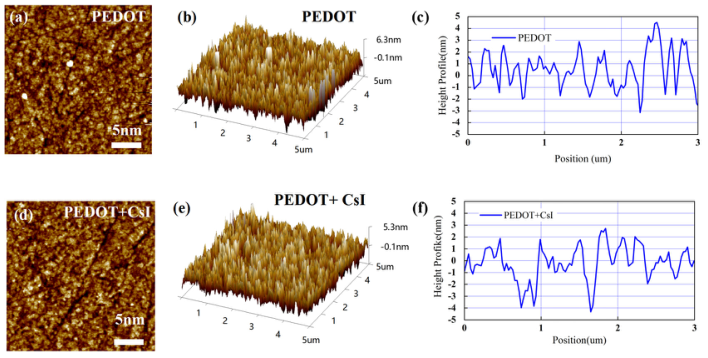 (a)
PEDOT
5nm
(b)
PEDOT
6.3nm
-0.1nm
5um
4
3
2
1
1
2
3
4
5um
(c)
PEDOT
Height Profile(nm)
5
4
3
2
1
0
-1
-2
-3
-4
-5
0
1
2
3
Position (um)
(d)
PEDOT+CsI
5nm
(e)
PEDOT+ CsI
5.3nm
-0.1nm
5um
4
3
2
1
1
2
3
4
5um
(f)
PEDOT+CsI
Height Profike(nm)
5
4
3
2
1
0
-1
-2
-3
-4
-5
0
1
2
3
Position(um)